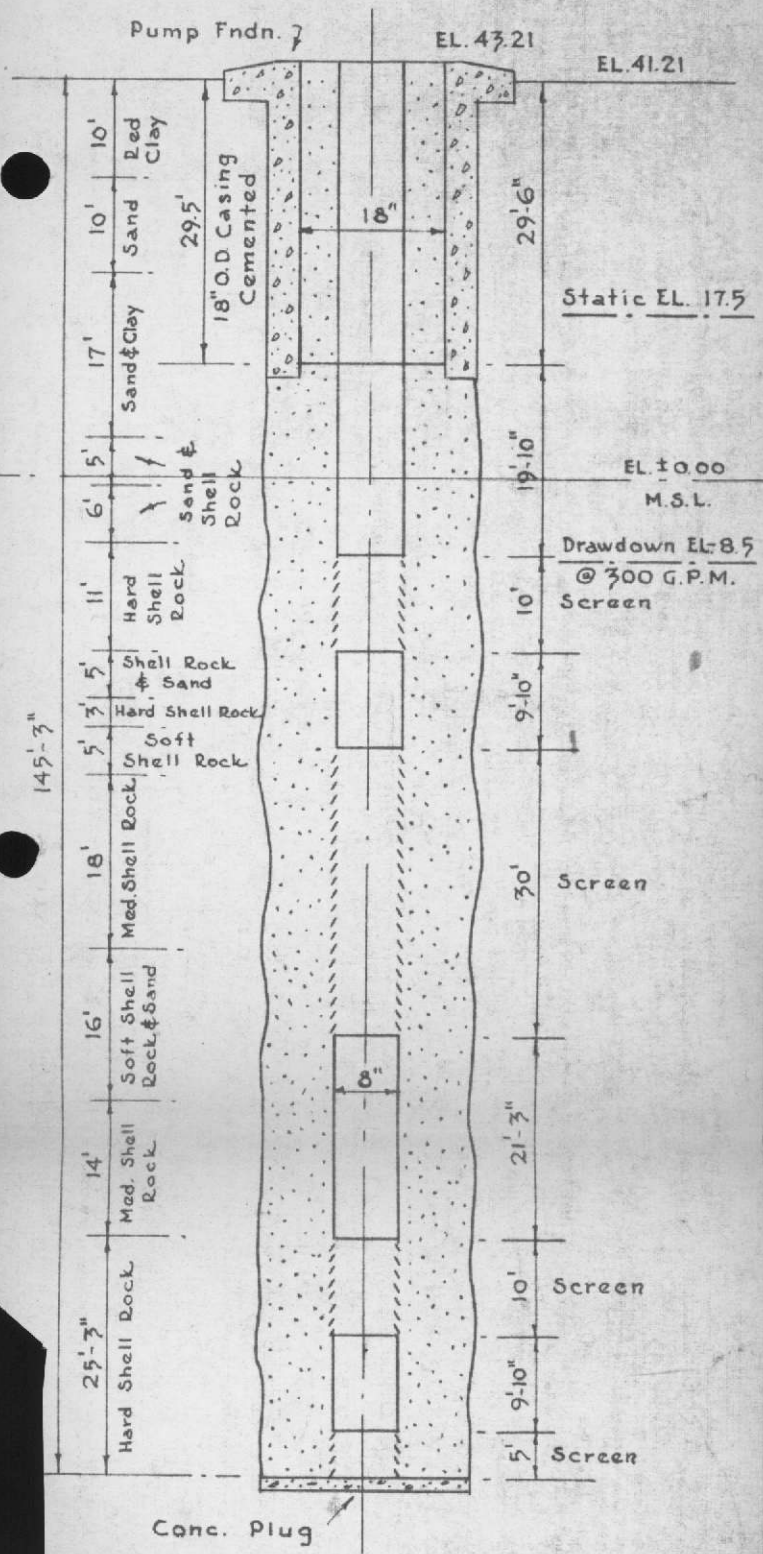 Pump Fndn.
EL. 43.21
EL. 41.21
145'-3"
10'
Red
Clay
10'
Sand
17'
Sand & Clay
5'
6'
Sand &
Shell
Rock
11'
Hard
Shell
Rock
5'
Shell Rock
& Sand
3'
Hard Shell Rock
5'
Soft
Shell Rock
18'
Med. Shell Rock
16'
Soft Shell
Rock & Sand
14'
Med. Shell
Rock
25'-3"
Hard Shell Rock
29.5'
18" O.D. Casing
Cemented
18"
8"
29'-6"
Static EL. 17.5
19'-10"
EL. ± 0.00
M.S.L.
Drawdown EL-8.5
@ 300 G.P.M.
10'
Screen
9'-10"
30'
Screen
21'-3"
10'
Screen
9'-10"
5'
Screen
Conc. Plug